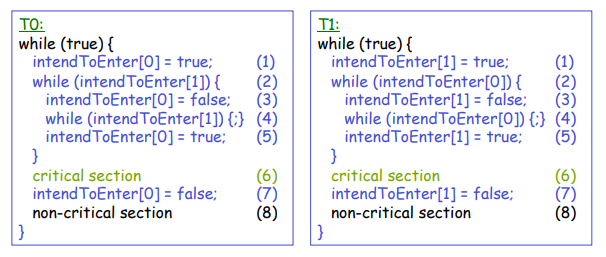 T0:
while (true) {
intendToEnter[0] = true; (1)
while (intendToEnter[1]) { (2)
intendToEnter[0] = false; (3)
while (intendToEnter[1]) {;} (4)
intendToEnter[0] = true; (5)
}
critical section (6)
intendToEnter[0] = false; (7)
non-critical section (8)
}
T1:
while (true) {
intendToEnter[1] = true; (1)
while (intendToEnter[0]) { (2)
intendToEnter[1] = false; (3)
while (intendToEnter[0]) {;} (4)
intendToEnter[1] = true; (5)
}
critical section (6)
intendToEnter[1] = false; (7)
non-critical section (8)
}